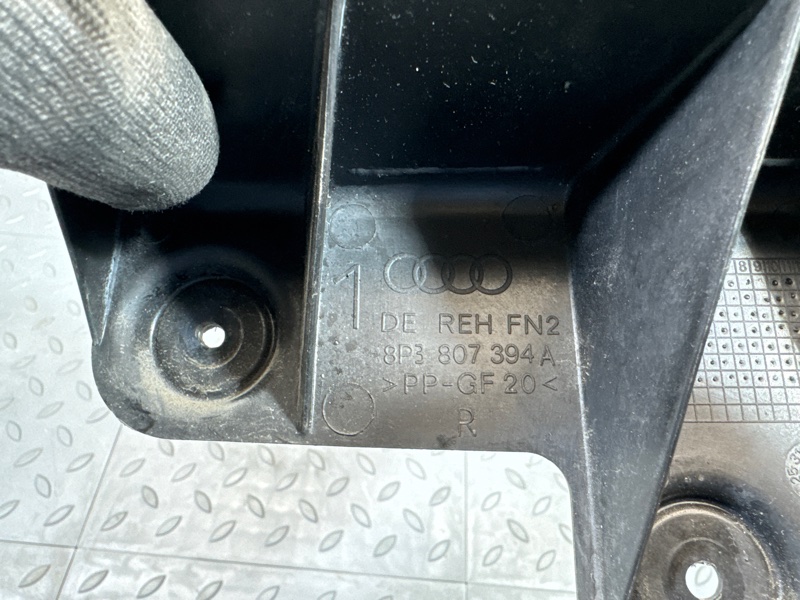 1
DE REH FN2
8P3 807 394 A
>PP-GF 20<
R